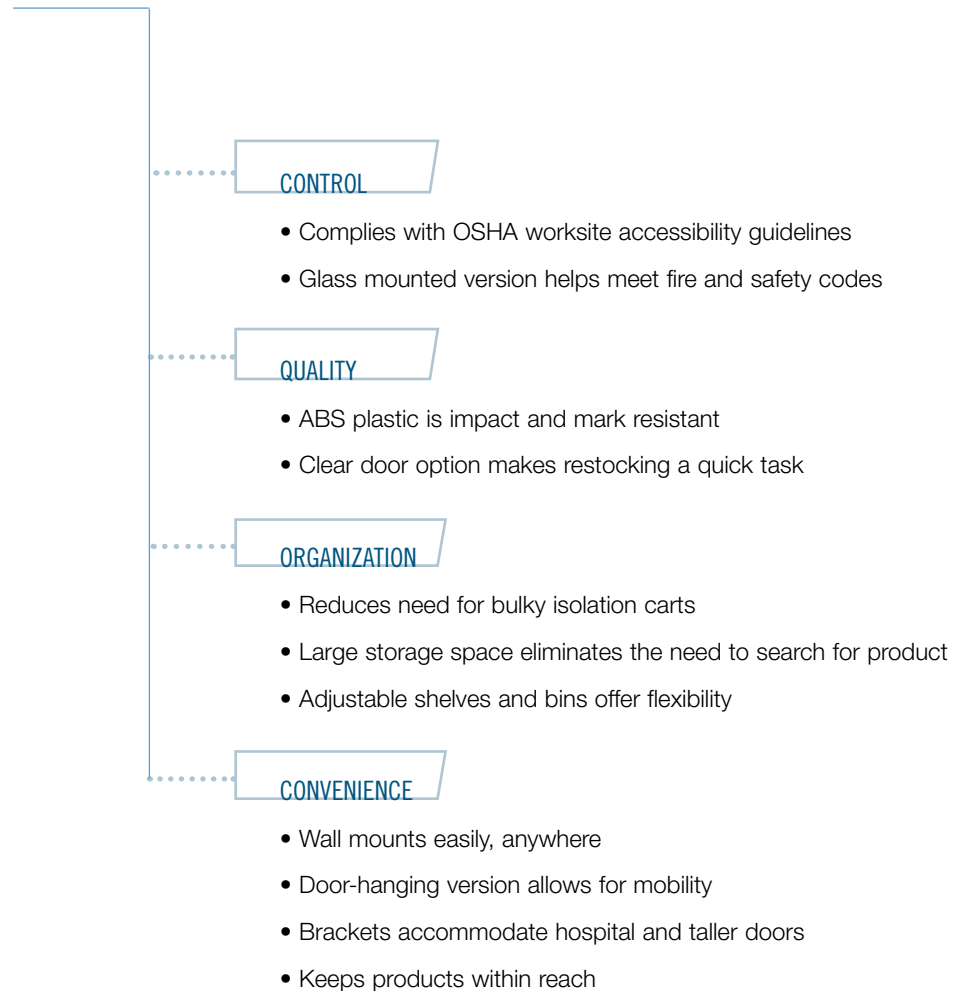 CONTROL
• Complies with OSHA worksite accessibility guidelines
• Glass mounted version helps meet fire and safety codes
QUALITY
• ABS plastic is impact and mark resistant
• Clear door option makes restocking a quick task
ORGANIZATION
• Reduces need for bulky isolation carts
• Large storage space eliminates the need to search for product
• Adjustable shelves and bins offer flexibility
CONVENIENCE
• Wall mounts easily, anywhere
• Door-hanging version allows for mobility
• Brackets accommodate hospital and taller doors
• Keeps products within reach